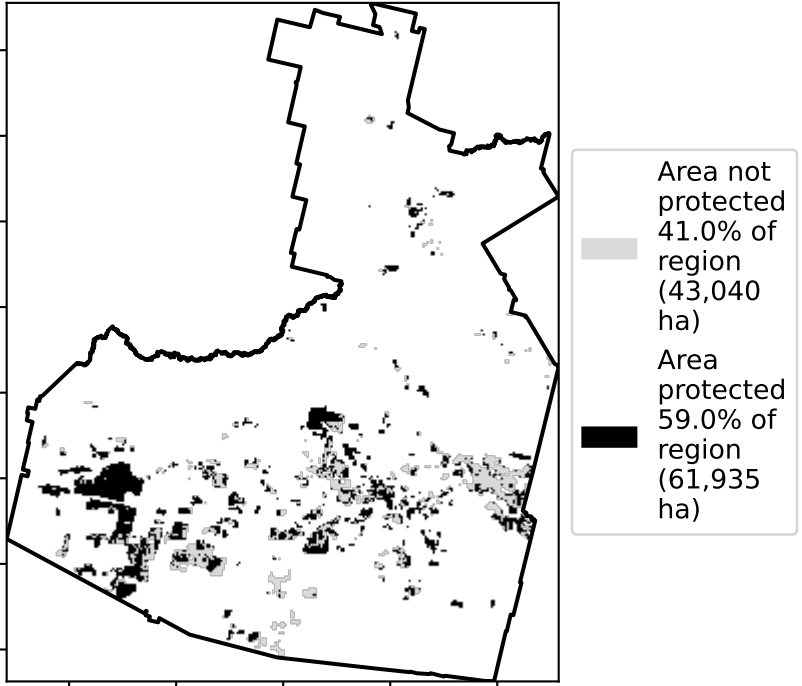 Area not
protected
41.0% of
region
(43,040
ha)
Area
protected
59.0% of
region
(61,935
ha)